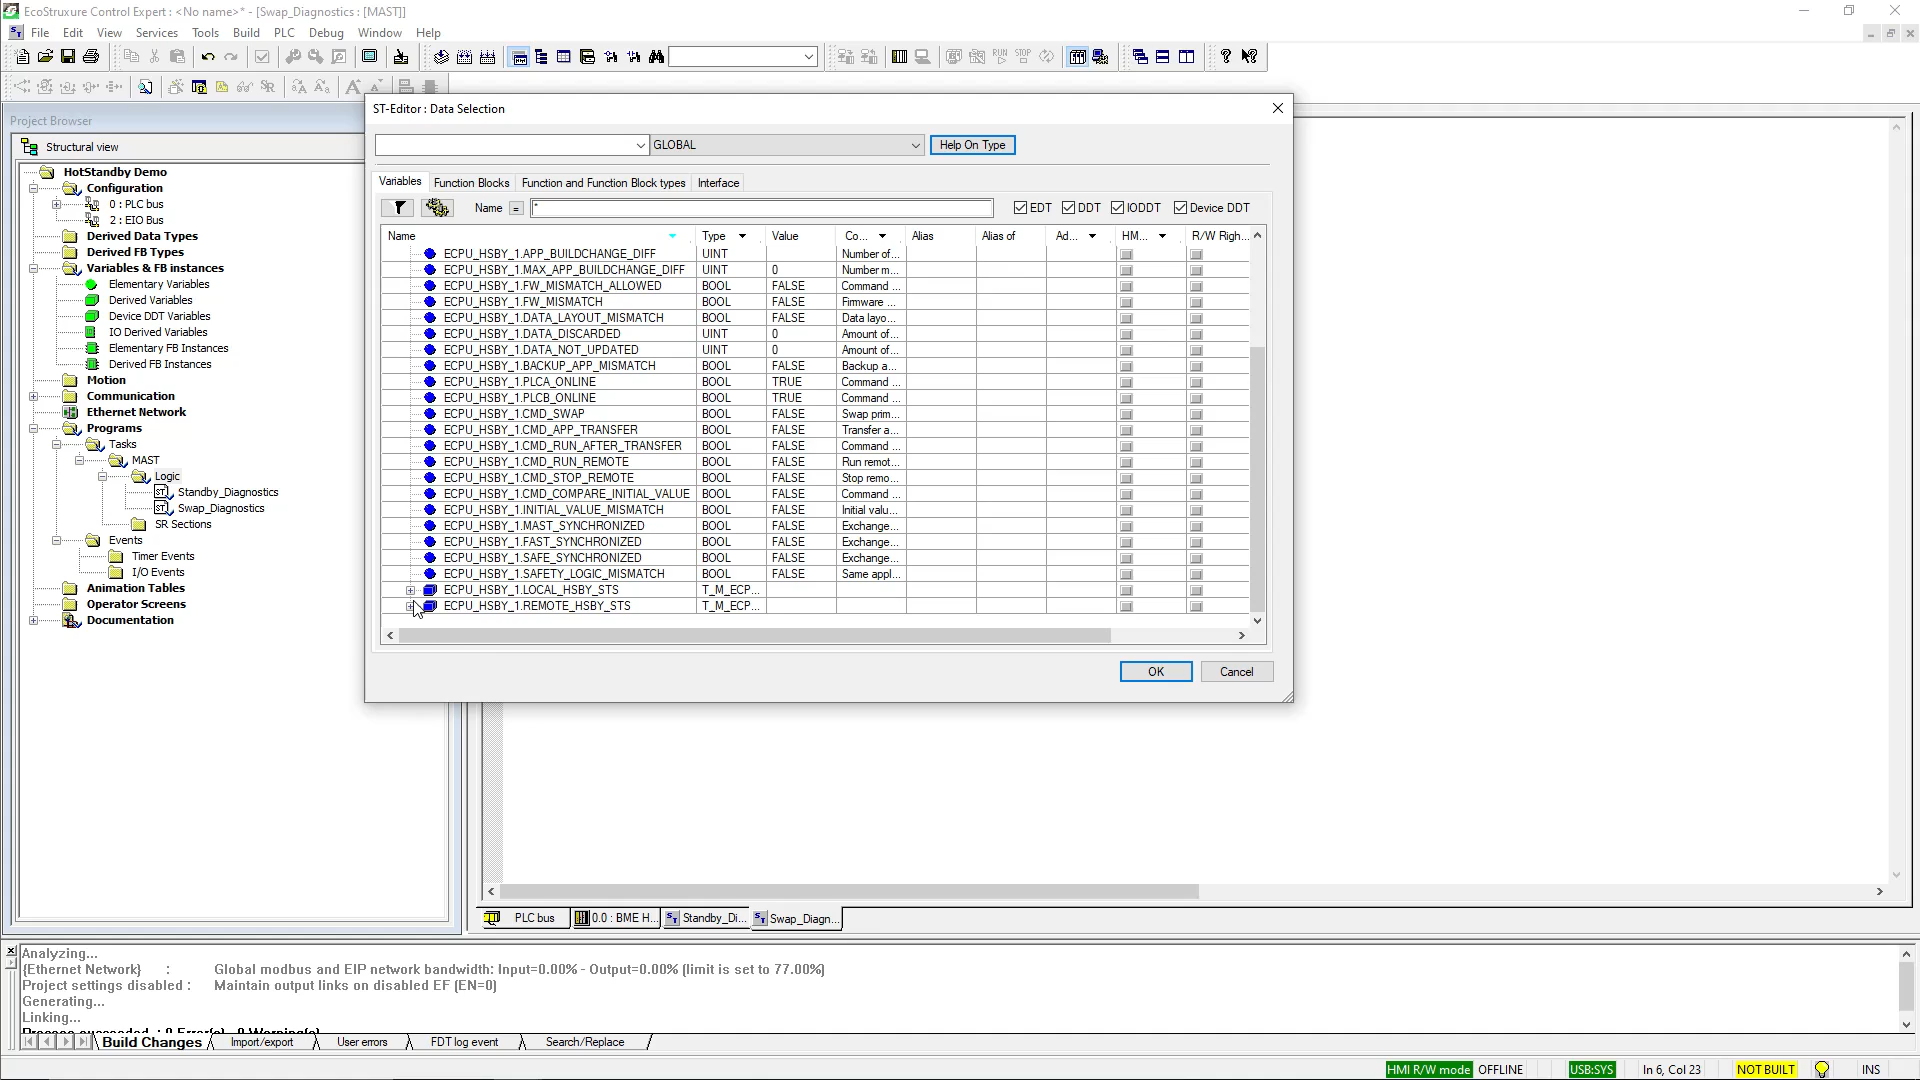 EcoStruxure Control Expert : <No name>* - [Swap_Diagnostics : [MAST]]
File Edit View Services Tools Build PLC Debug Window Help
Project Browser
Structural view
HotStandby Demo
Configuration
0 : PLC bus
2 : EIO Bus
Derived Data Types
Derived FB Types
Variables & FB instances
Elementary Variables
Derived Variables
Device DDT Variables
IO Derived Variables
Elementary FB Instances
Derived FB Instances
Motion
Communication
Ethernet Network
Programs
Tasks
MAST
Logic
Standby_Diagnostics
Swap_Diagnostics
SR Sections
Events
Timer Events
I/O Events
Animation Tables
Operator Screens
Documentation
ST-Editor : Data Selection
GLOBAL Help On Type
Variables Function Blocks Function and Function Block types Interface
Name = * EDT DDT IODDT Device DDT
Name Type Value Co... Alias Alias of Ad... HM... R/W Righ...
ECPU_HSBY_1.APP_BUILDCHANGE_DIFF UINT Number of...
ECPU_HSBY_1.MAX_APP_BUILDCHANGE_DIFF UINT 0 Number m...
ECPU_HSBY_1.FW_MISMATCH_ALLOWED BOOL FALSE Command ...
ECPU_HSBY_1.FW_MISMATCH BOOL FALSE Firmware ...
ECPU_HSBY_1.DATA_LAYOUT_MISMATCH BOOL FALSE Data layo...
ECPU_HSBY_1.DATA_DISCARDED UINT 0 Amount of...
ECPU_HSBY_1.DATA_NOT_UPDATED UINT 0 Amount of...
ECPU_HSBY_1.BACKUP_APP_MISMATCH BOOL FALSE Backup a...
ECPU_HSBY_1.PLCA_ONLINE BOOL TRUE Command ...
ECPU_HSBY_1.PLCB_ONLINE BOOL TRUE Command ...
ECPU_HSBY_1.CMD_SWAP BOOL FALSE Swap prim...
ECPU_HSBY_1.CMD_APP_TRANSFER BOOL FALSE Transfer a...
ECPU_HSBY_1.CMD_RUN_AFTER_TRANSFER BOOL FALSE Command ...
ECPU_HSBY_1.CMD_RUN_REMOTE BOOL FALSE Run remot...
ECPU_HSBY_1.CMD_STOP_REMOTE BOOL FALSE Stop remo...
ECPU_HSBY_1.CMD_COMPARE_INITIAL_VALUE BOOL FALSE Command ...
ECPU_HSBY_1.INITIAL_VALUE_MISMATCH BOOL FALSE Initial valu...
ECPU_HSBY_1.MAST_SYNCHRONIZED BOOL FALSE Exchange...
ECPU_HSBY_1.FAST_SYNCHRONIZED BOOL FALSE Exchange...
ECPU_HSBY_1.SAFE_SYNCHRONIZED BOOL FALSE Exchange...
ECPU_HSBY_1.SAFETY_LOGIC_MISMATCH BOOL FALSE Same appl...
ECPU_HSBY_1.LOCAL_HSBY_STS T_M_ECP...
ECPU_HSBY_1.REMOTE_HSBY_STS T_M_ECP...
OK Cancel
PLC bus 0.0 : BME H... Standby_Di... Swap_Diagn...
Analyzing...
{Ethernet Network} : Global modbus and EIP network bandwidth: Input=0.00% - Output=0.00% (limit is set to 77.00%)
Project settings disabled : Maintain output links on disabled EF (EN=0)
Generating...
Linking...
Process succeeded : 0 Error(s) , 0 Warning(s)
Build Changes Import/export User errors FDT log event Search/Replace
HMI R/W mode OFFLINE USB:SYS ln 6, Col 23 NOT BUILT INS